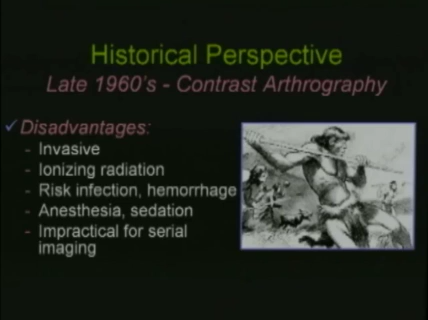 Historical Perspective
Late 1960's - Contrast Arthrography
✓ Disadvantages:
- Invasive
- Ionizing radiation
- Risk infection, hemorrhage
- Anesthesia, sedation
- Impractical for serial
imaging